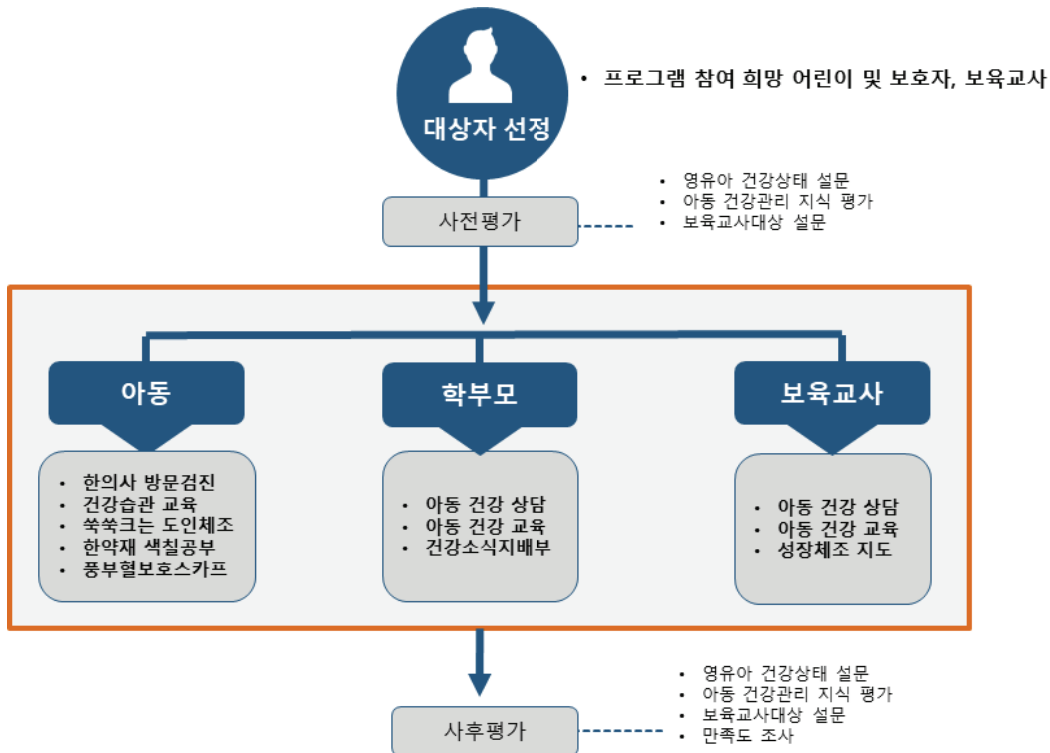 대상자 선정
• 프로그램 참여 희망 어린이 및 보호자, 보육교사
사전평가
• 영유아 건강상태 설문
• 아동 건강관리 지식 평가
• 보육교사대상 설문
아동
• 한의사 방문검진
• 건강습관 교육
• 쑥쑥크는 도인체조
• 한약재 색칠공부
• 풍부혈보호스카프
학부모
• 아동 건강 상담
• 아동 건강 교육
• 건강소식지배부
보육교사
• 아동 건강 상담
• 아동 건강 교육
• 성장체조 지도
사후평가
• 영유아 건강상태 설문
• 아동 건강관리 지식 평가
• 보육교사대상 설문
• 만족도 조사